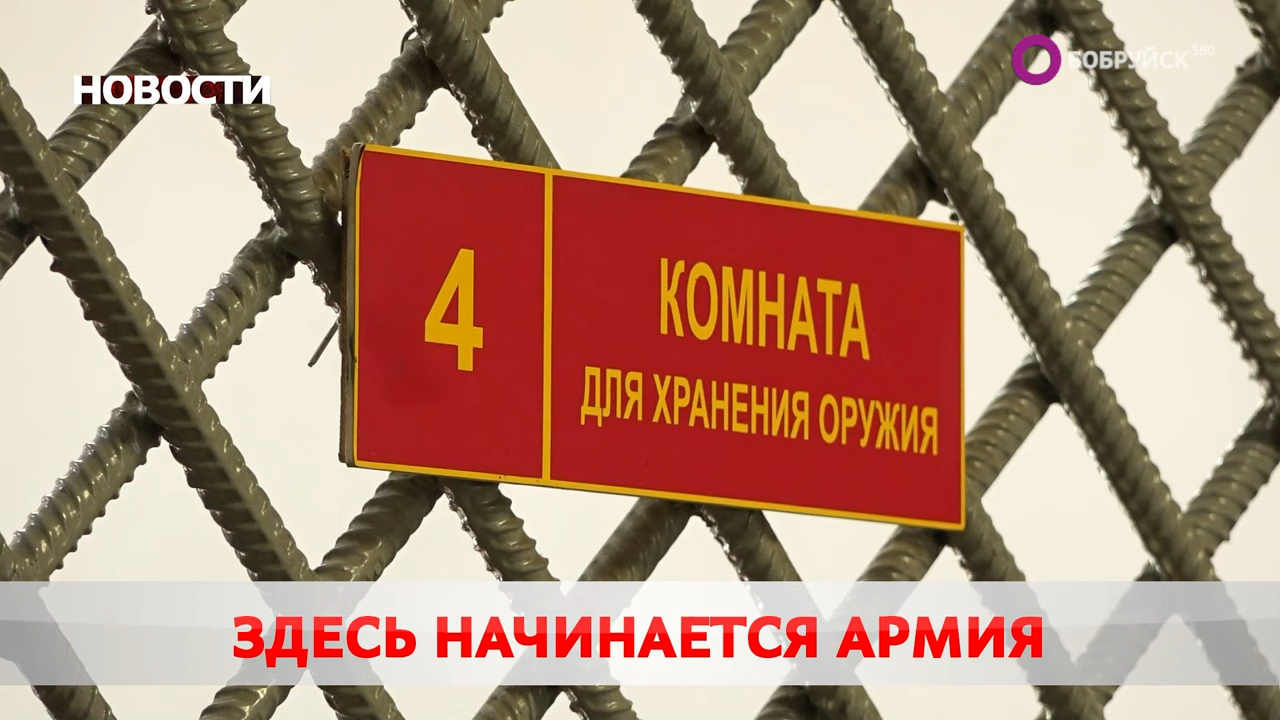 НОВОСТИ
БОБРУЙСК 360
4
КОМНАТА
ДЛЯ ХРАНЕНИЯ ОРУЖИЯ
ЗДЕСЬ НАЧИНАЕТСЯ АРМИЯ